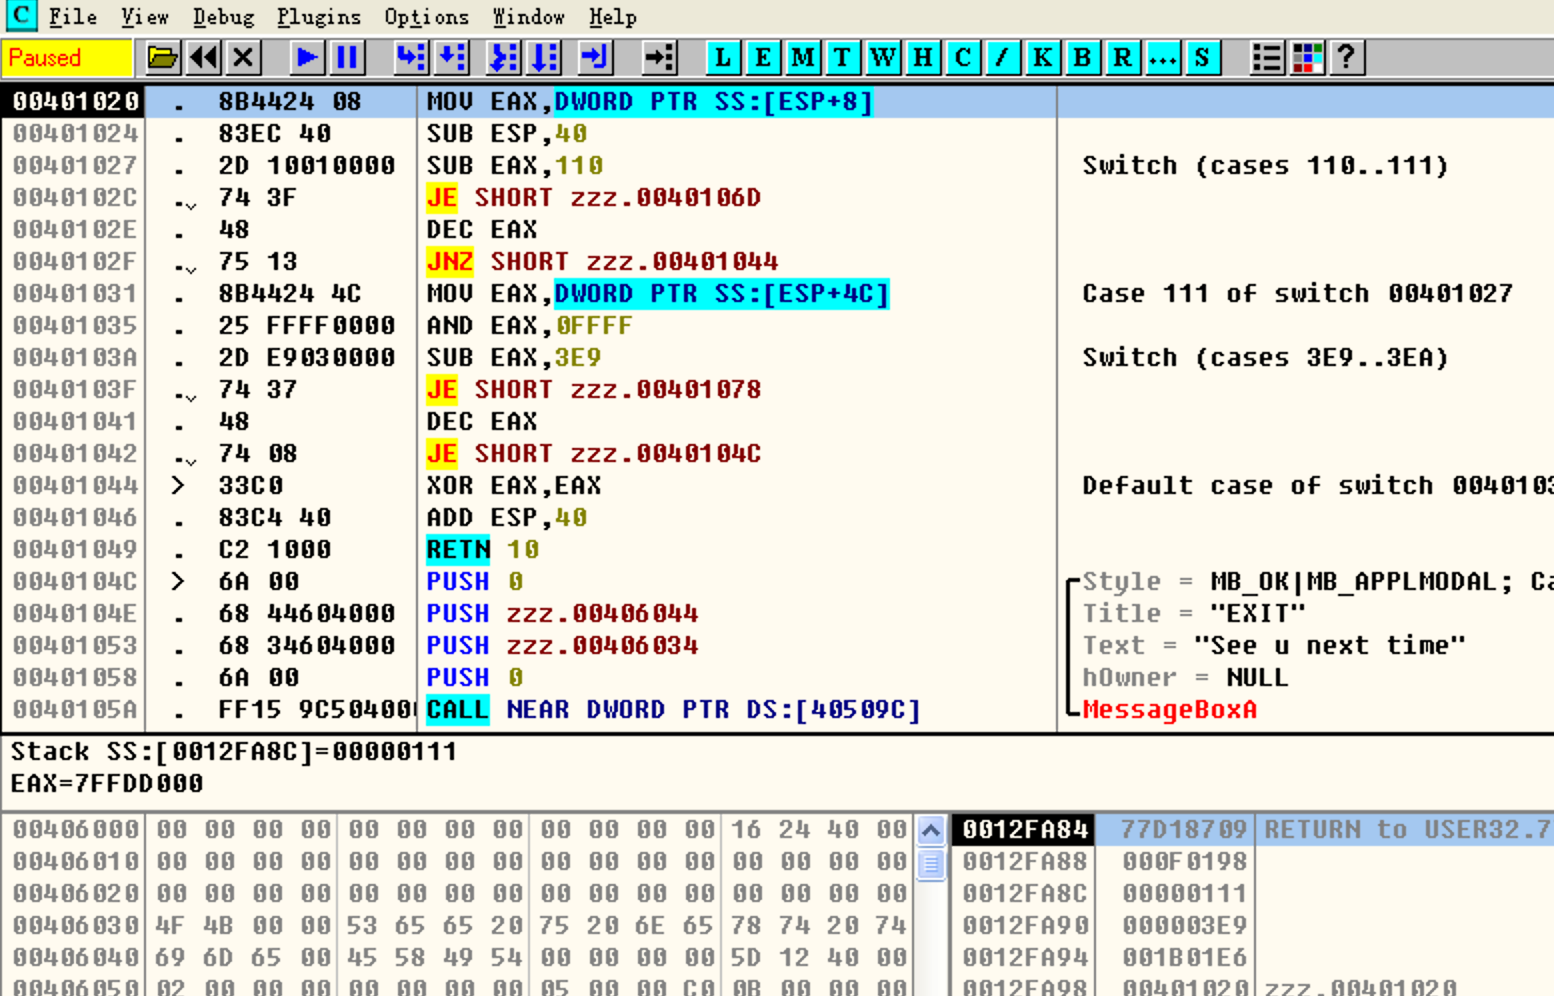 C File View Debug Plugins Options Window Help
Paused L E M T W H C / K B R ... S ?
00401020 . 8B4424 08 MOV EAX,DWORD PTR SS:[ESP+8]
00401024 . 83EC 40 SUB ESP,40
00401027 . 2D 10010000 SUB EAX,110 Switch (cases 110..111)
0040102C .v 74 3F JE SHORT zzz.0040106D
0040102E . 48 DEC EAX
0040102F .v 75 13 JNZ SHORT zzz.00401044
00401031 . 8B4424 4C MOV EAX,DWORD PTR SS:[ESP+4C] Case 111 of switch 00401027
00401035 . 25 FFFF0000 AND EAX,0FFFF
0040103A . 2D E9030000 SUB EAX,3E9 Switch (cases 3E9..3EA)
0040103F .v 74 37 JE SHORT zzz.00401078
00401041 . 48 DEC EAX
00401042 .v 74 08 JE SHORT zzz.0040104C
00401044 > 33C0 XOR EAX,EAX Default case of switch 0040103
00401046 . 83C4 40 ADD ESP,40
00401049 . C2 1000 RETN 10
0040104C > 6A 00 PUSH 0 Style = MB_OK|MB_APPLMODAL; Ca
0040104E . 68 44604000 PUSH zzz.00406044 Title = "EXIT"
00401053 . 68 34604000 PUSH zzz.00406034 Text = "See u next time"
00401058 . 6A 00 PUSH 0 hOwner = NULL
0040105A . FF15 9C50400 CALL NEAR DWORD PTR DS:[40509C] MessageBoxA
Stack SS:[0012FA8C]=00000111
EAX=7FFDD000
00406000 00 00 00 00 00 00 00 00 00 00 00 00 16 24 40 00 0012FA84 77D18709 RETURN to USER32.7
00406010 00 00 00 00 00 00 00 00 00 00 00 00 00 00 00 00 0012FA88 000F0198
00406020 00 00 00 00 00 00 00 00 00 00 00 00 00 00 00 00 0012FA8C 00000111
00406030 4F 4B 00 00 53 65 65 20 75 20 6E 65 78 74 20 74 0012FA90 000003E9
00406040 69 6D 65 00 45 58 49 54 00 00 00 00 5D 12 40 00 0012FA94 001B01E6
00406050 02 00 00 00 00 00 00 00 05 00 00 C0 0B 00 00 00 0012FA98 00401020 zzz.00401020